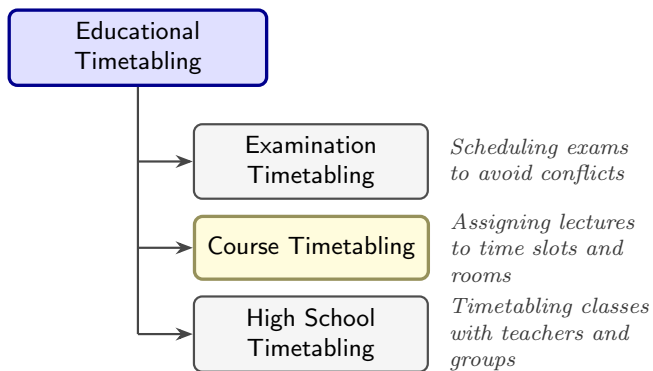 Educational
Timetabling
Examination
Timetabling
Scheduling exams
to avoid conflicts
Course Timetabling
Assigning lectures
to time slots and
rooms
High School
Timetabling
Timetabling classes
with teachers and
groups